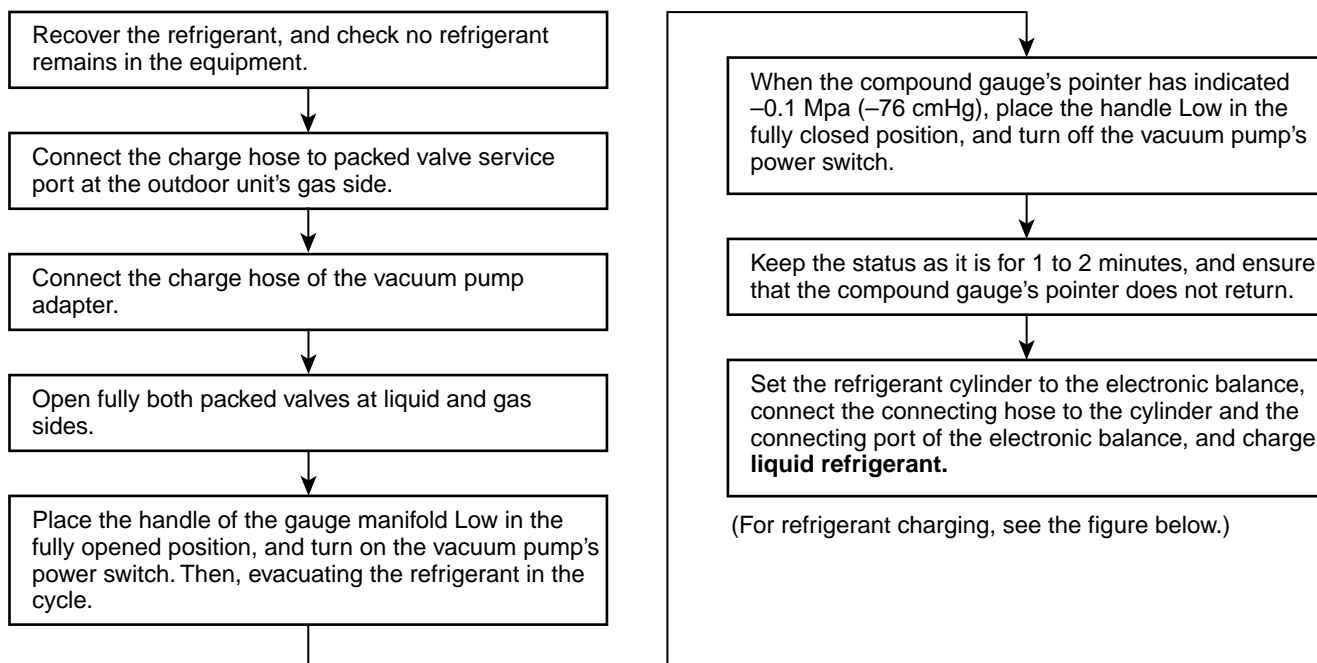 Recover the refrigerant, and check no refrigerant
remains in the equipment.
Connect the charge hose to packed valve service
port at the outdoor unit’s gas side.
Connect the charge hose of the vacuum pump
adapter.
Open fully both packed valves at liquid and gas
sides.
Place the handle of the gauge manifold Low in the
fully opened position, and turn on the vacuum pump’s
power switch. Then, evacuating the refrigerant in the
cycle.
When the compound gauge’s pointer has indicated
–0.1 Mpa (–76 cmHg), place the handle Low in the
fully closed position, and turn off the vacuum pump’s
power switch.
Keep the status as it is for 1 to 2 minutes, and ensure
that the compound gauge’s pointer does not return.
Set the refrigerant cylinder to the electronic balance,
connect the connecting hose to the cylinder and the
connecting port of the electronic balance, and charge
liquid refrigerant.
(For refrigerant charging, see the figure below.)